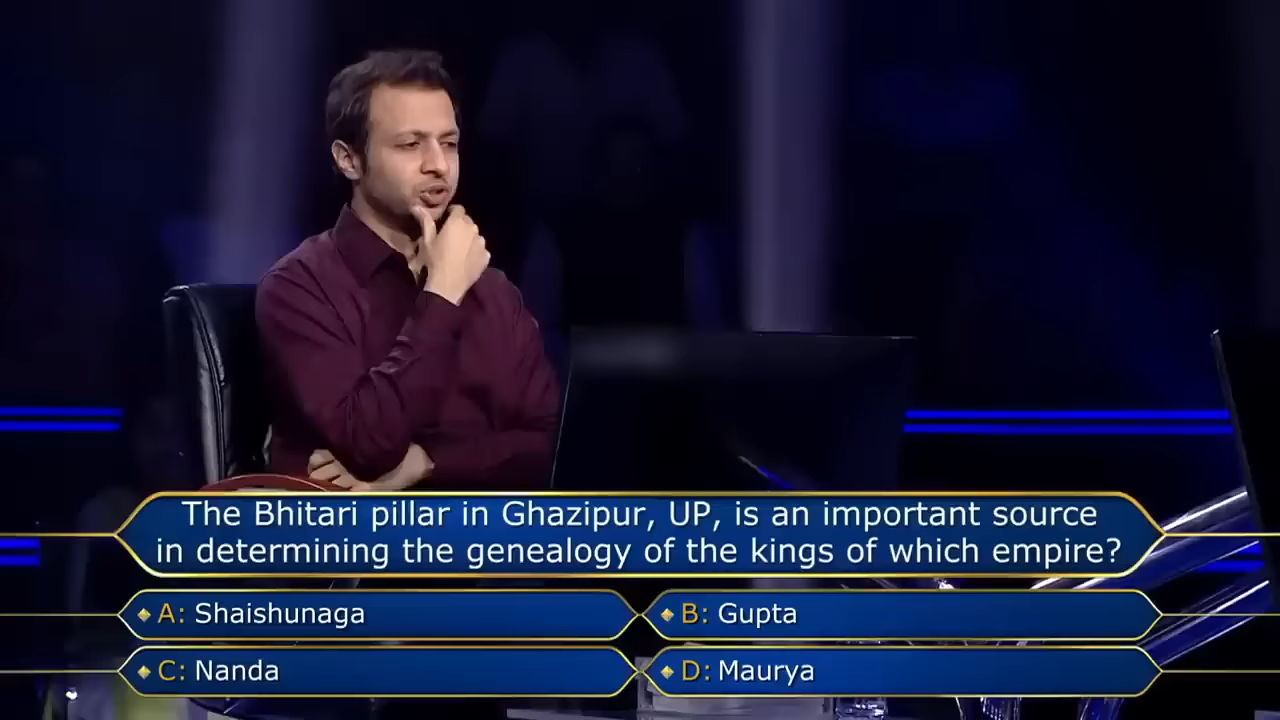 The Bhitari pillar in Ghazipur, UP, is an important source
in determining the genealogy of the kings of which empire?
A: Shaishunaga
B: Gupta
C: Nanda
D: Maurya